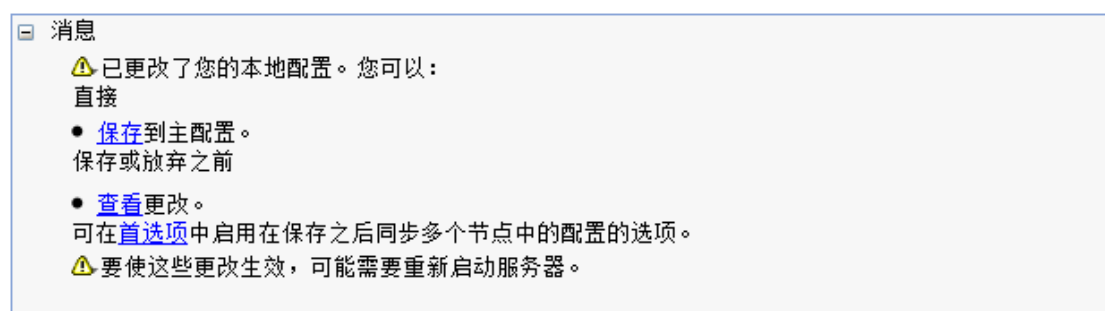 消息
已更改了您的本地配置。您可以：
直接
● 保存到主配置。
保存或放弃之前
● 查看更改。
可在首选项中启用在保存之后同步多个节点中的配置的选项。
要使这些更改生效，可能需要重新启动服务器。